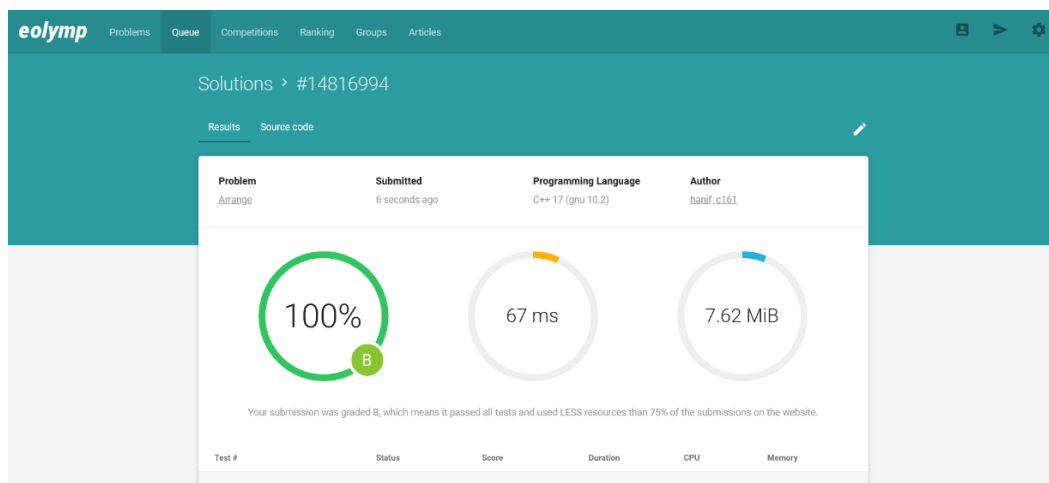 eolymp Problems Queue Competitions Ranking Groups Articles
Solutions > #14816994
Results Source code
Problem Submitted Programming Language Author
Arrange 6 seconds ago C++ 17 (gnu 10.2) hanif_c161
100% 67 ms 7.62 MiB
B
Your submission was graded B, which means it passed all tests and used LESS resources than 75% of the submissions on the website.
Test # Status Score Duration CPU Memory